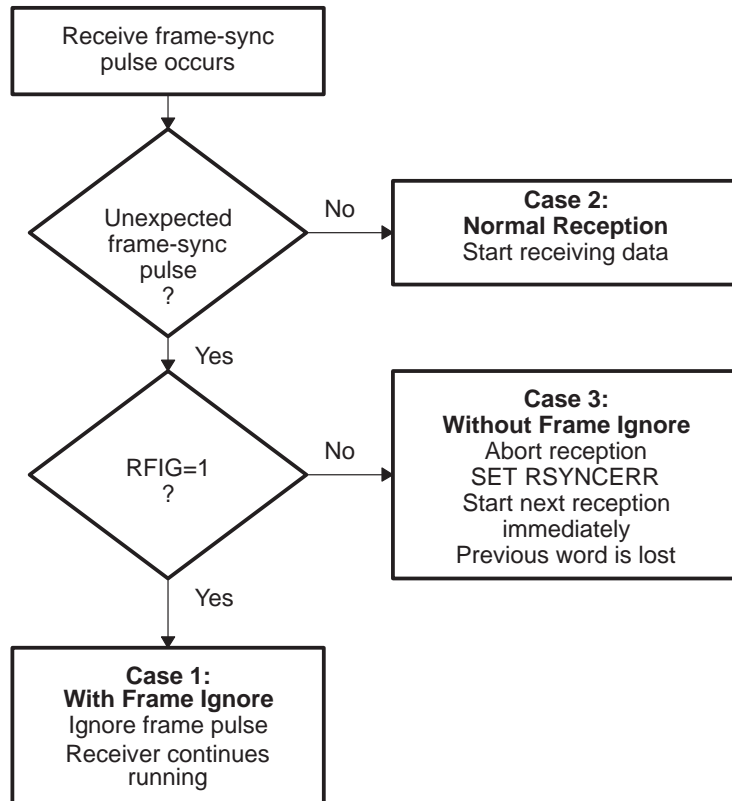 Receive frame-sync
pulse occurs
Unexpected
frame-sync
pulse
?
No
Case 2:
Normal Reception
Start receiving data
Yes
RFIG=1
?
No
Case 3:
Without Frame Ignore
Abort reception
SET RSYNCERR
Start next reception
immediately
Previous word is lost
Yes
Case 1:
With Frame Ignore
Ignore frame pulse
Receiver continues
running